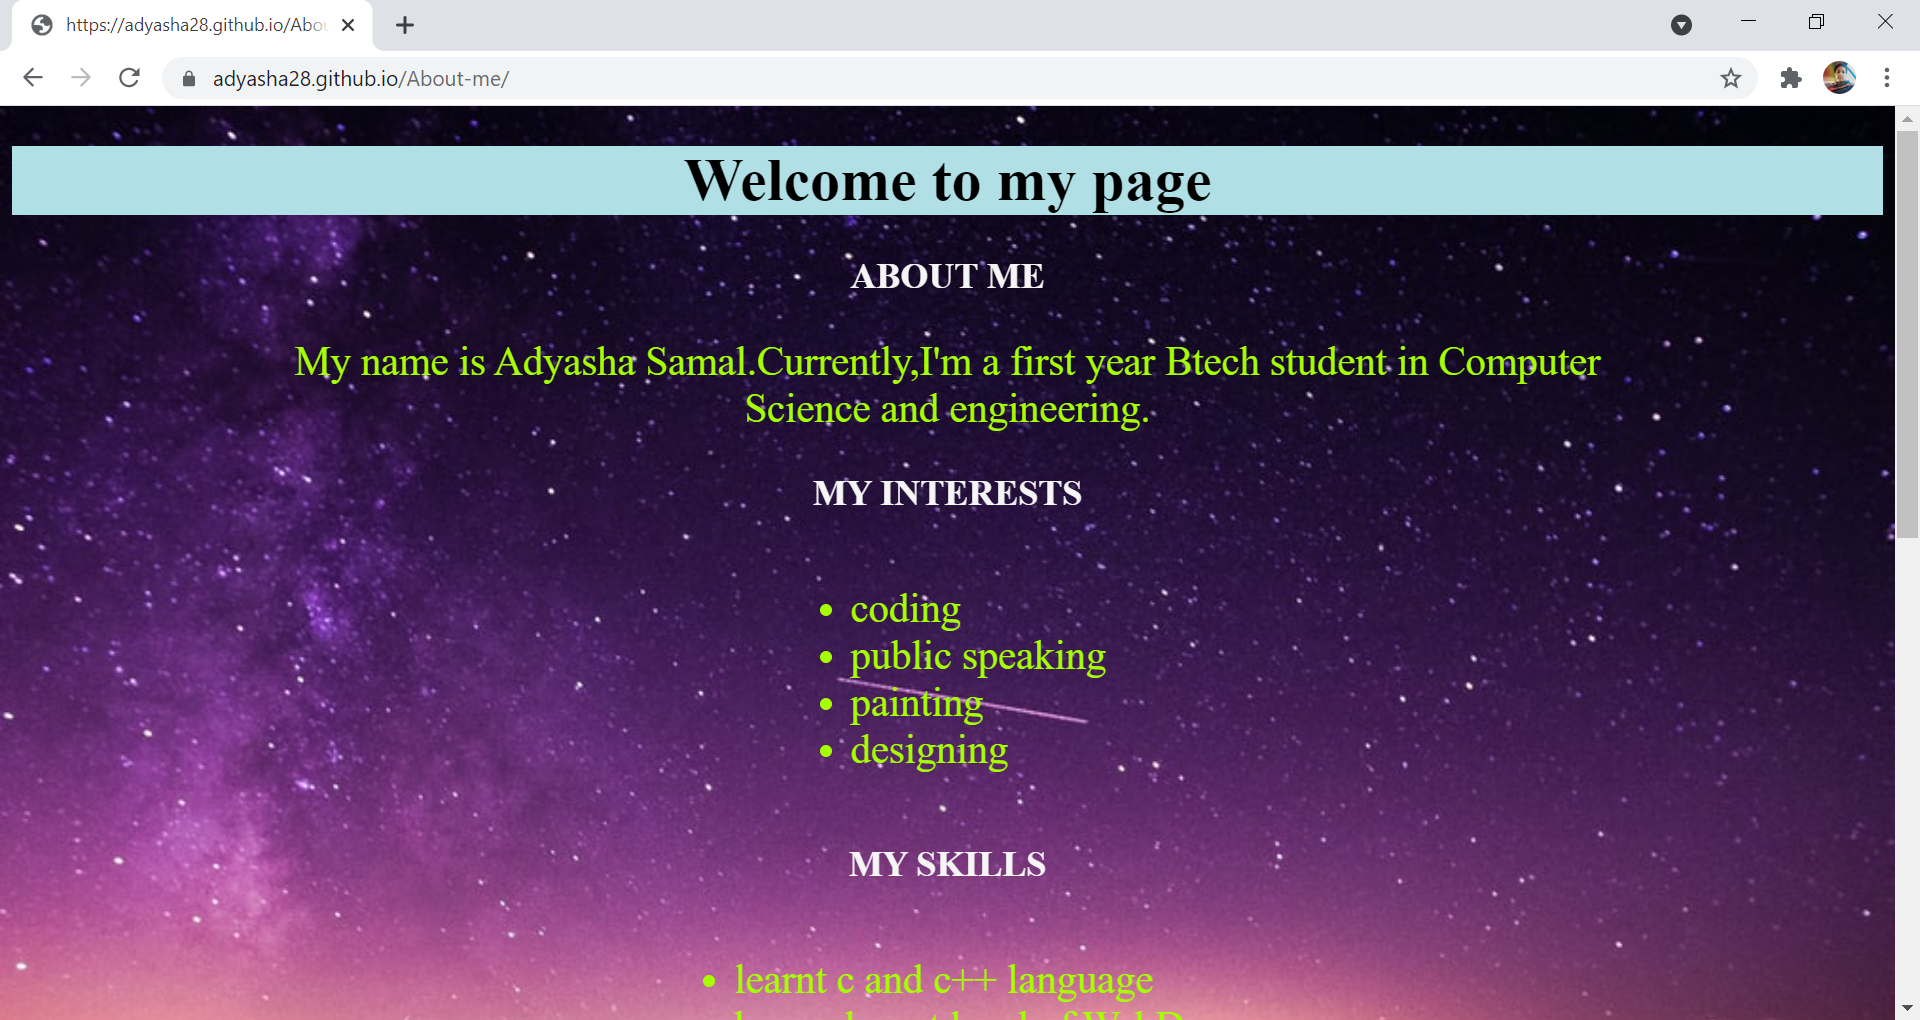 https://adyasha28.github.io/Abou
adyasha28.github.io/About-me/
Welcome to my page
ABOUT ME
My name is Adyasha Samal.Currently,I'm a first year Btech student in Computer
Science and engineering.
MY INTERESTS
• coding
• public speaking
• painting
• designing
MY SKILLS
• learnt c and c++ language